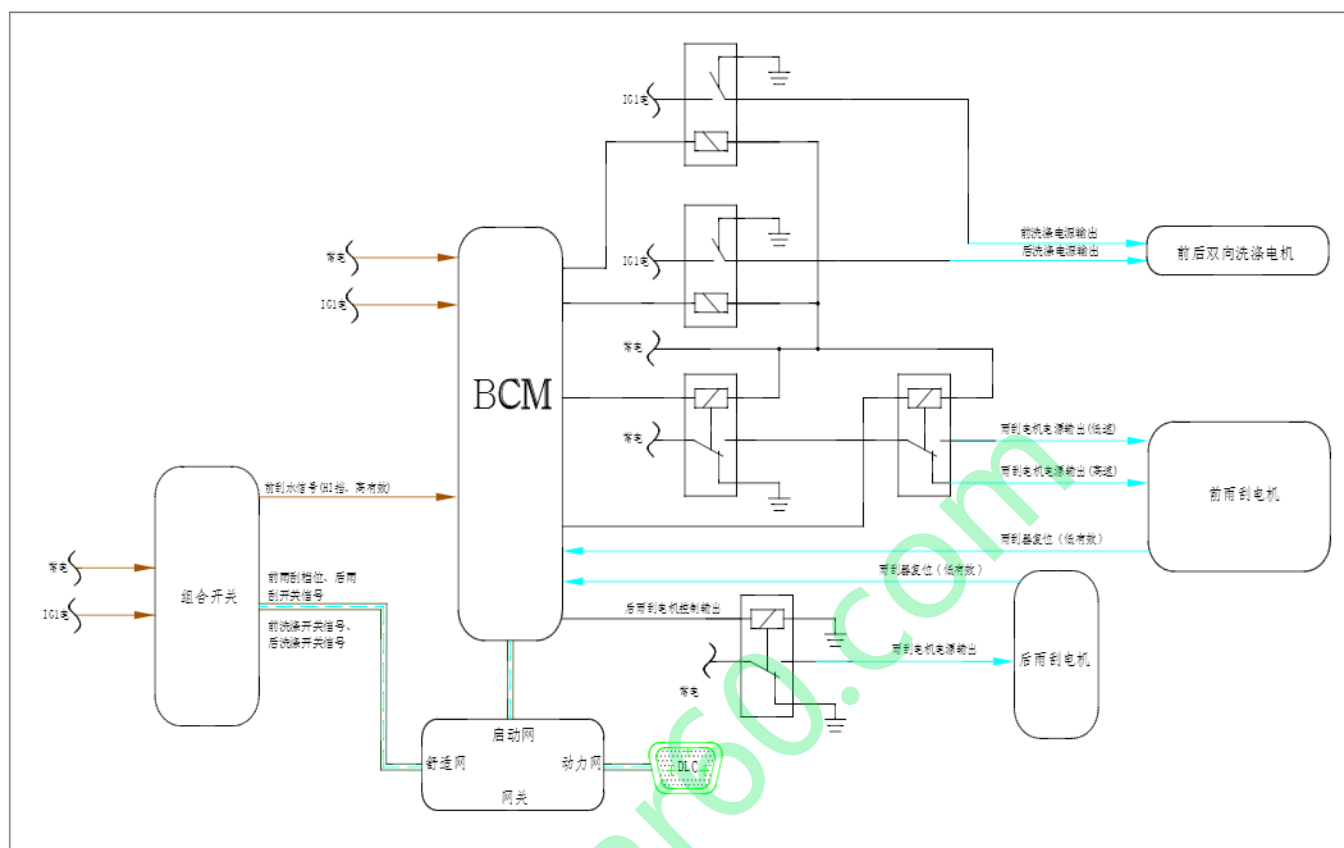 IG1电
前洗涤电源输出
后洗涤电源输出
前后双向洗涤电机
常电
IG1电
IG1电
常电
BCM
常电
雨刮电机电源输出(低速)
雨刮电机电源输出(高速)
前雨刮电机
前刮水信号(HI挡、高有效)
雨刮器复位(低有效)
雨刮器复位(低有效)
常电
IG1电
组合开关
前雨刮档位、后雨
刮开关信号
前洗涤开关信号、
后洗涤开关信号
后雨刮电机控制输出
雨刮电机电源输出
后雨刮电机
常电
启动网
舒适网
动力网
网关
DLC
r60.com